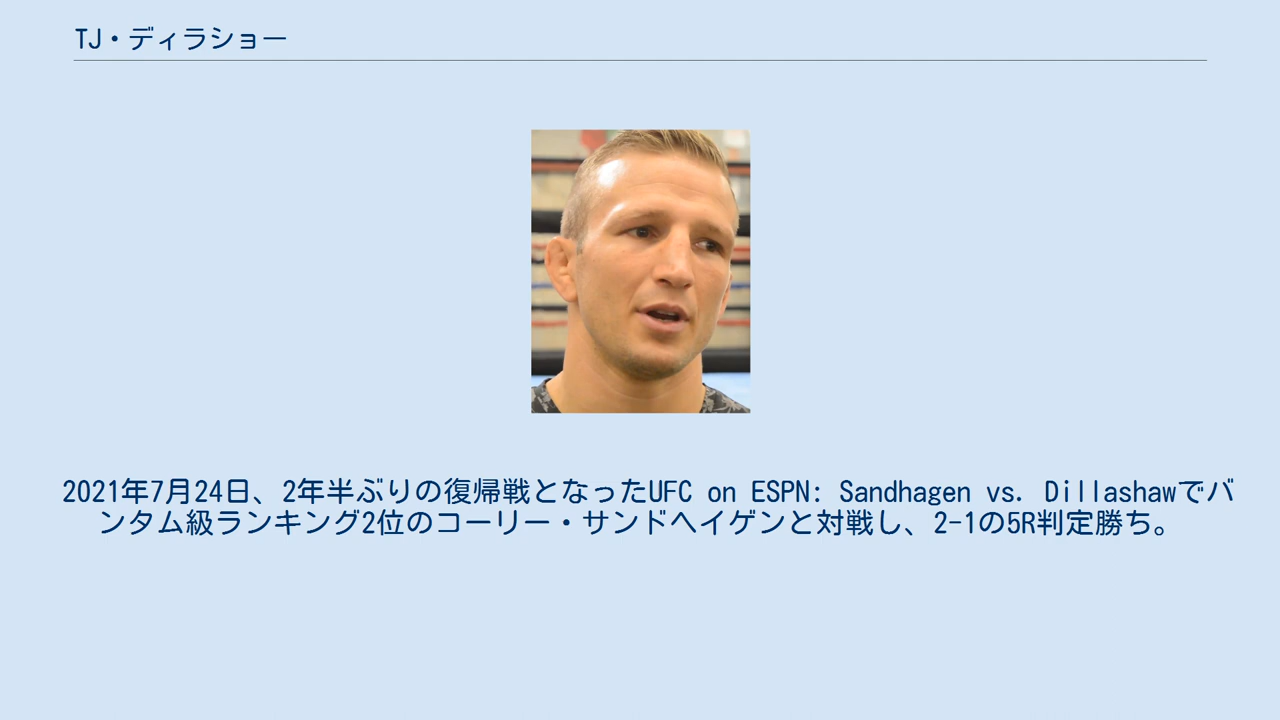 TJ・ディラショー
2021年7月24日、2年半ぶりの復帰戦となったUFC on ESPN: Sandhagen vs. Dillashawでバ
ンタム級ランキング2位のコーリー・サンドヘイゲンと対戦し、2-1の5R判定勝ち。